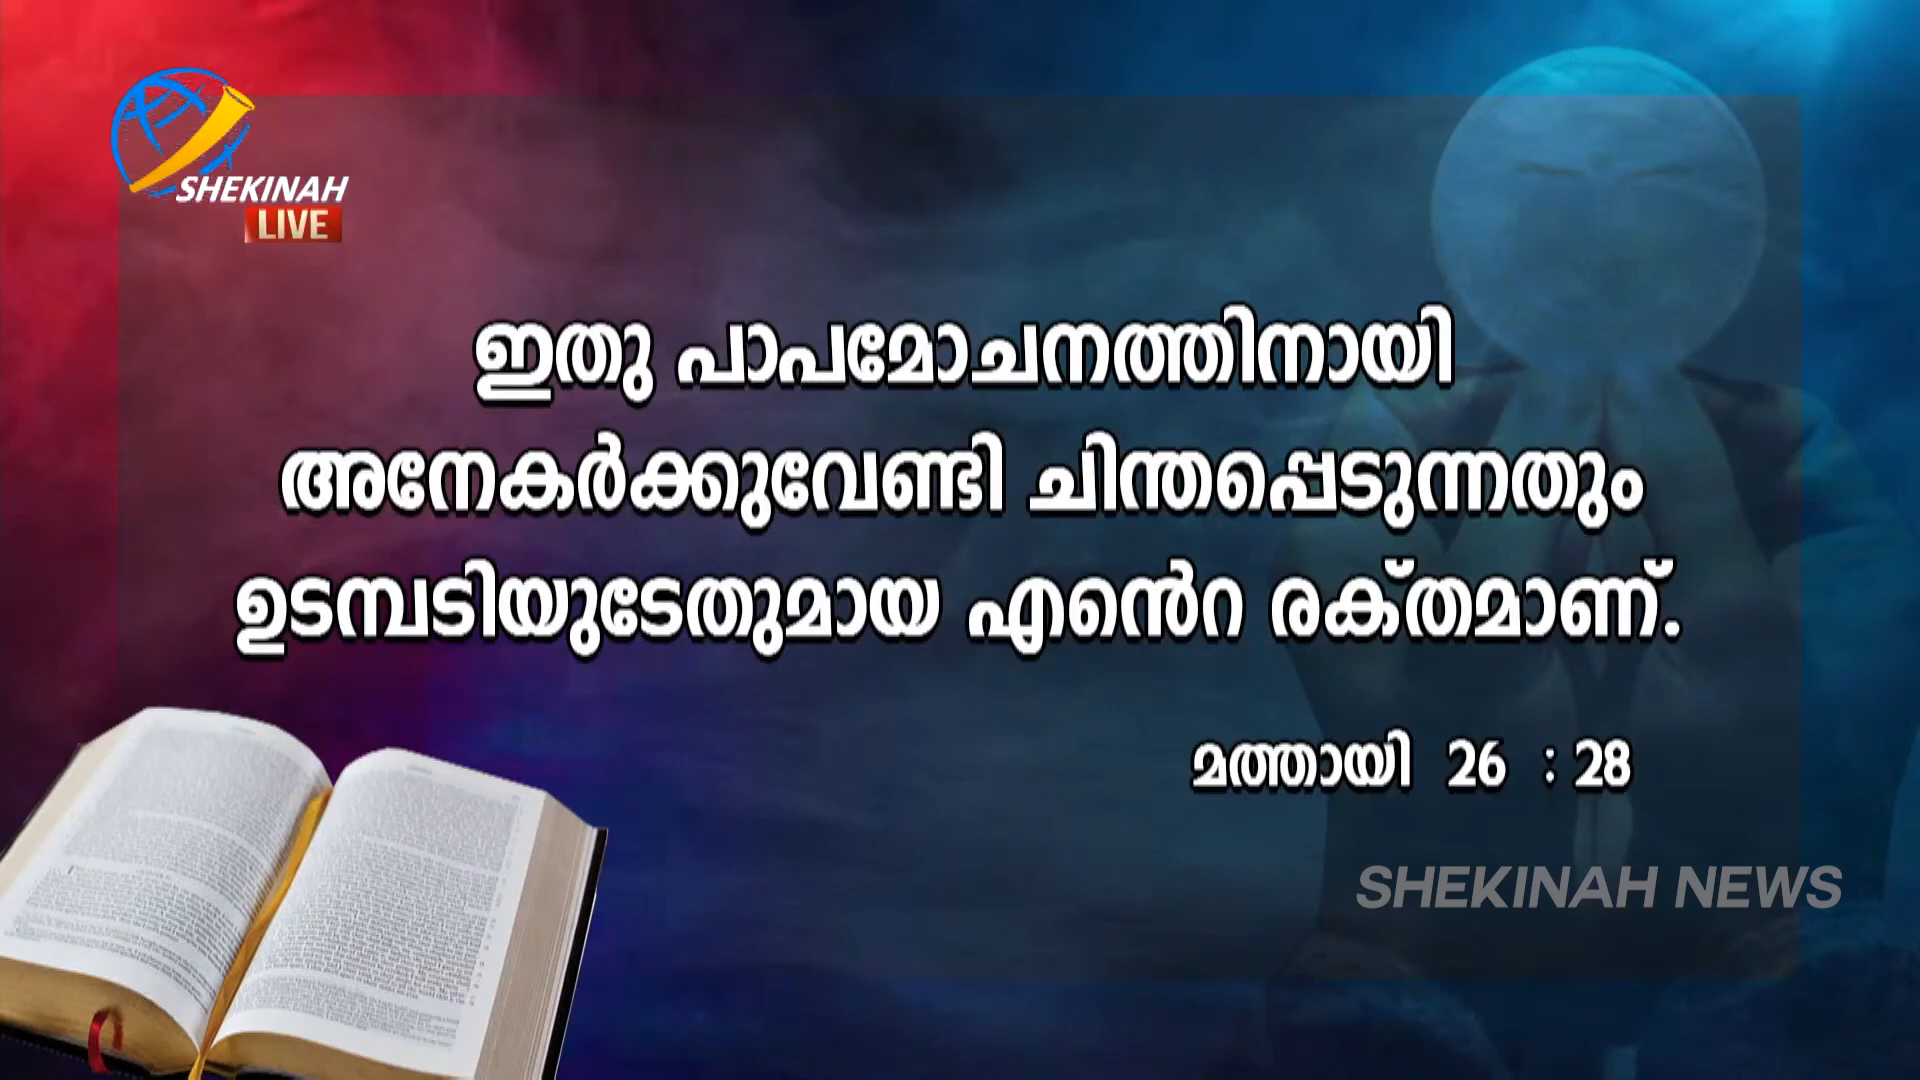 SHEKINAH
LIVE
ഇതു പാപമോചനത്തിനായി
അനേകർക്കുവേണ്ടി ചിന്തപ്പെടുന്നതും
ഉടമ്പടിയുടേതുമായ എൻെറ രക്‌തമാണ്.
മത്തായി 26 : 28
SHEKINAH NEWS